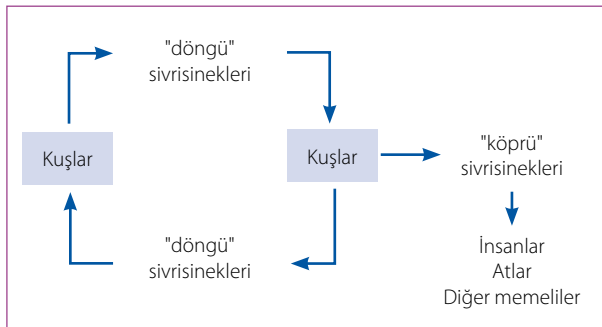 "döngü"
sivrisinekleri
Kuşlar
Kuşlar
"köprü"
sivrisinekleri
"döngü"
sivrisinekleri
İnsanlar
Atlar
Diğer memeliler